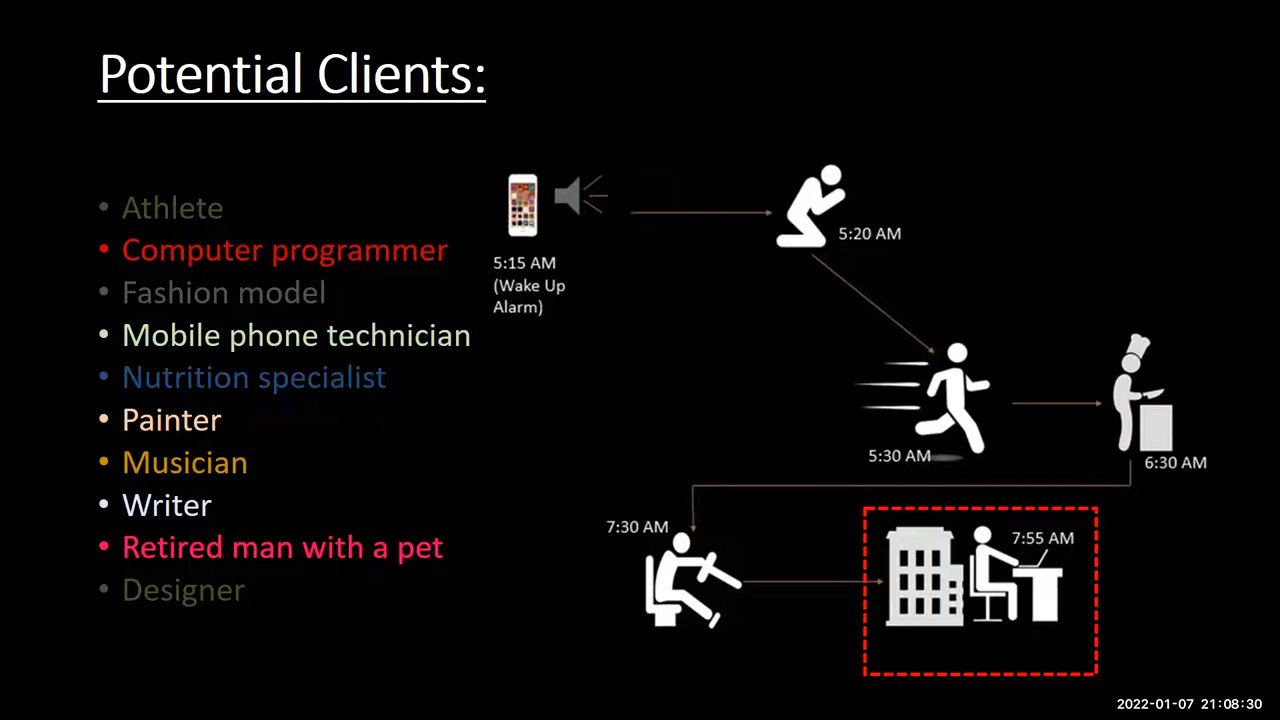 Potential Clients:
• Athlete
• Computer programmer
• Fashion model
• Mobile phone technician
• Nutrition specialist
• Painter
• Musician
• Writer
• Retired man with a pet
• Designer
5:15 AM
(Wake Up
Alarm)
5:20 AM
5:30 AM
6:30 AM
7:30 AM
7:55 AM
2022-01-07 21:08:30